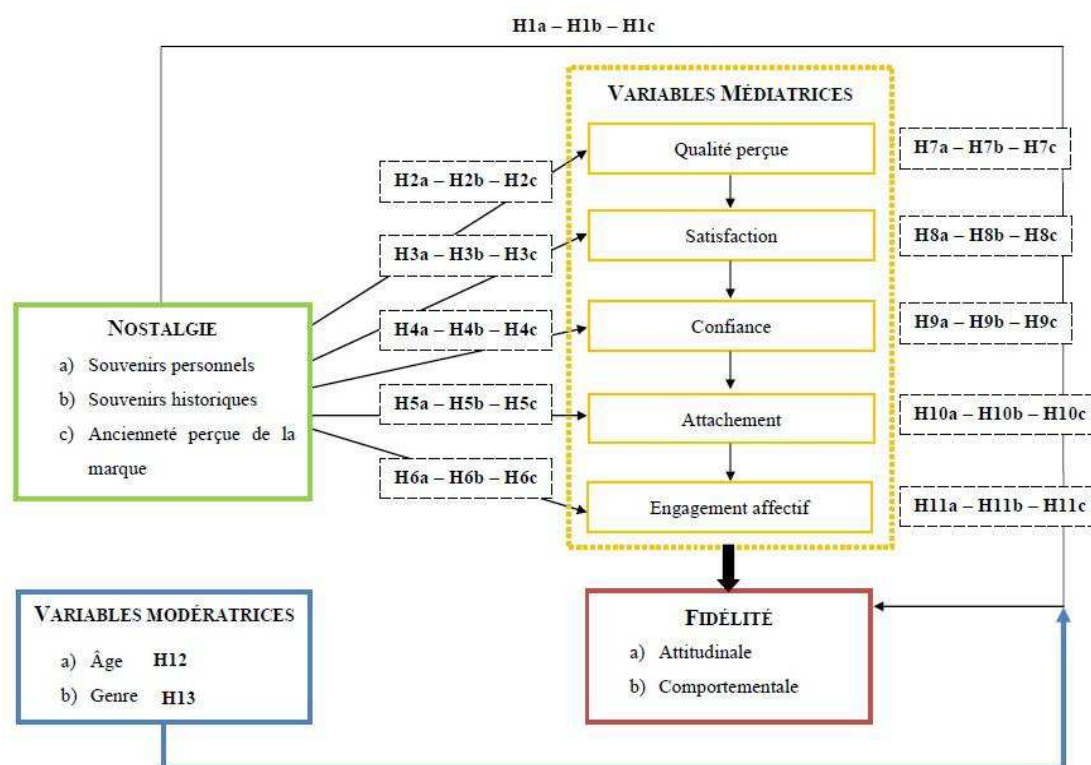 H1a – H1b – H1c
VARIABLES MÉDIATRICES
Qualité perçue
H7a – H7b – H7c
H2a – H2b – H2c
Satisfaction
H8a – H8b – H8c
H3a – H3b – H3c
NOSTALGIE
a) Souvenirs personnels
b) Souvenirs historiques
c) Ancienneté perçue de la
marque
H4a – H4b – H4c
Confiance
H9a – H9b – H9c
H5a – H5b – H5c
Attachement
H10a – H10b – H10c
H6a – H6b – H6c
Engagement affectif
H11a – H11b – H11c
VARIABLES MODÉRATRICES
a) Âge H12
b) Genre H13
FIDÉLITÉ
a) Attitudinale
b) Comportementale